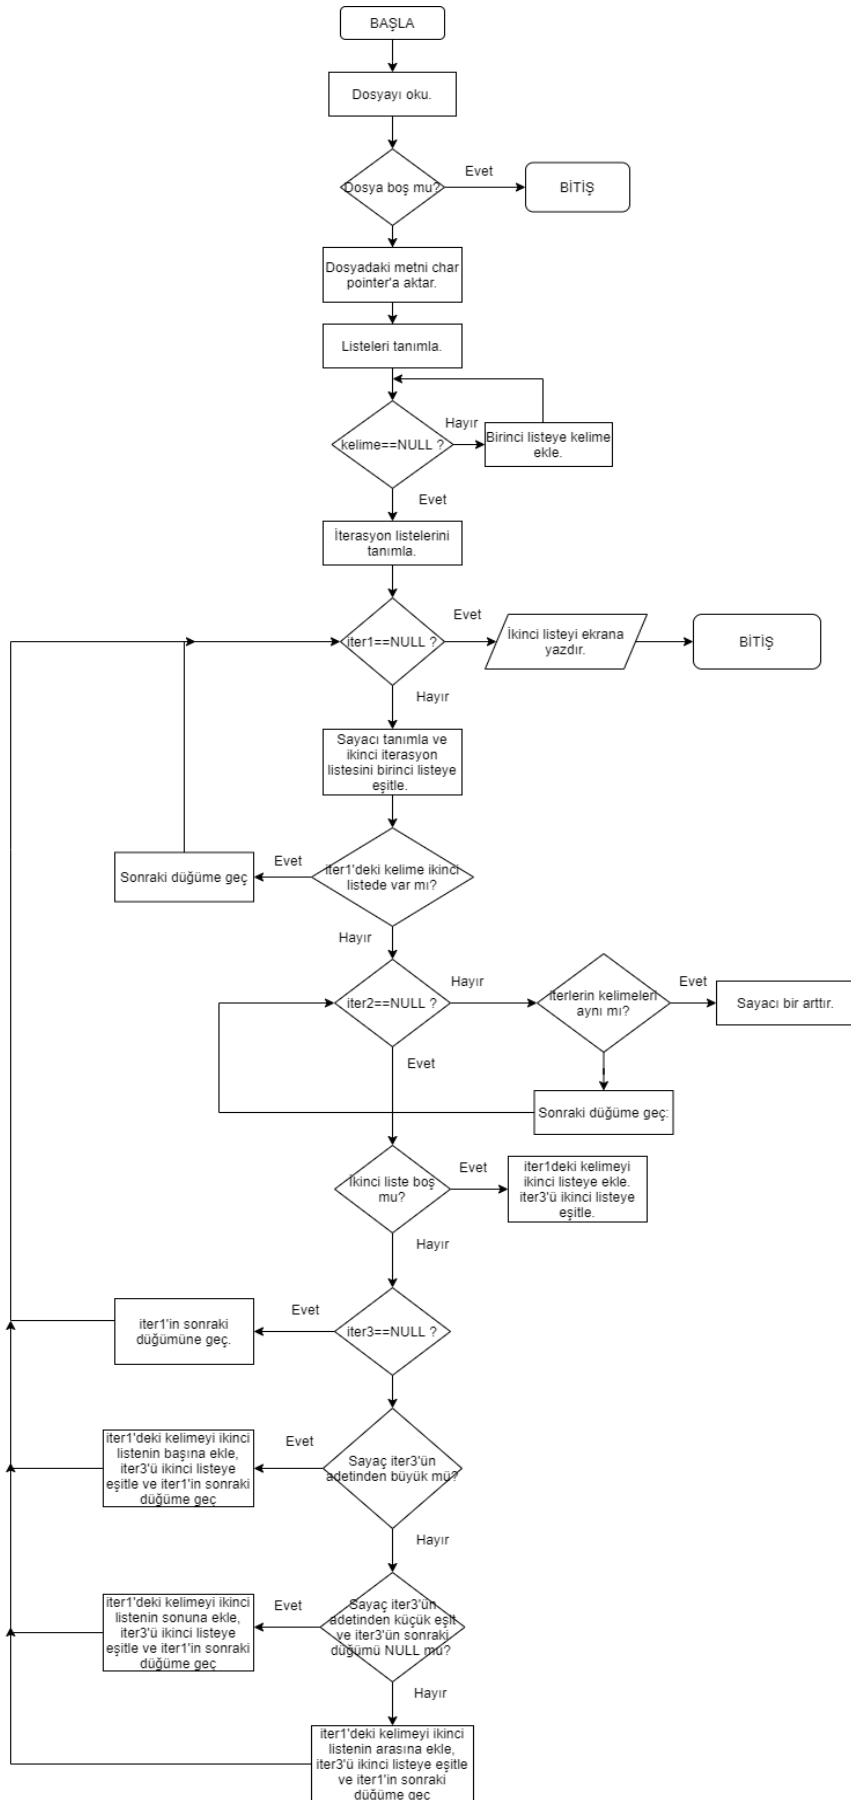 BAŞLA
Dosyayı oku.
Dosya boş mu?
Evet
BİTİŞ
Dosyadaki metni char
pointer'a aktar.
Listeleri tanımla.
kelime==NULL ?
Hayır
Birinci listeye kelime
ekle.
Evet
İterasyon listelerini
tanımla.
iter1==NULL ?
Evet
İkinci listeyi ekrana
yazdır.
BİTİŞ
Hayır
Sayacı tanımla ve
ikinci iterasyon
listesini birinci listeye
eşitle.
iter1'deki kelime ikinci
listede var mı?
Evet
Sonraki düğüme geç
Hayır
iter2==NULL ?
Hayır
İterlerin kelimeleri
aynı mı?
Evet
Sayacı bir arttır.
Evet
Sonraki düğüme geç:
İkinci liste boş
mu?
Evet
iter1deki kelimeyi
ikinci listeye ekle.
iter3'ü ikinci listeye
eşitle.
Hayır
iter3==NULL ?
Evet
iter1'in sonraki
düğümüne geç.
Sayaç iter3'ün
adetinden büyük mü?
Evet
iter1'deki kelimeyi ikinci
listenin başına ekle,
iter3'ü ikinci listeye
eşitle ve iter1'in sonraki
düğüme geç
Hayır
Sayaç iter3'ün
adetinden küçük eşit
ve iter3'ün sonraki
düğümü NULL mu?
Evet
iter1'deki kelimeyi ikinci
listenin sonuna ekle,
iter3'ü ikinci listeye
eşitle ve iter1'in sonraki
düğüme geç
Hayır
iter1'deki kelimeyi ikinci
listenin arasına ekle,
iter3'ü ikinci listeye eşitle
ve iter1'in sonraki
düğüme geç